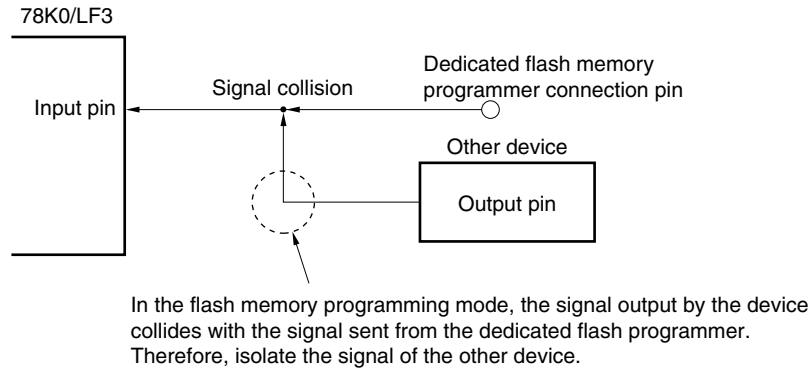 78K0/LF3
Dedicated flash memory
programmer connection pin
Signal collision
Input pin
Other device
Output pin
In the flash memory programming mode, the signal output by the device
collides with the signal sent from the dedicated flash programmer.
Therefore, isolate the signal of the other device.